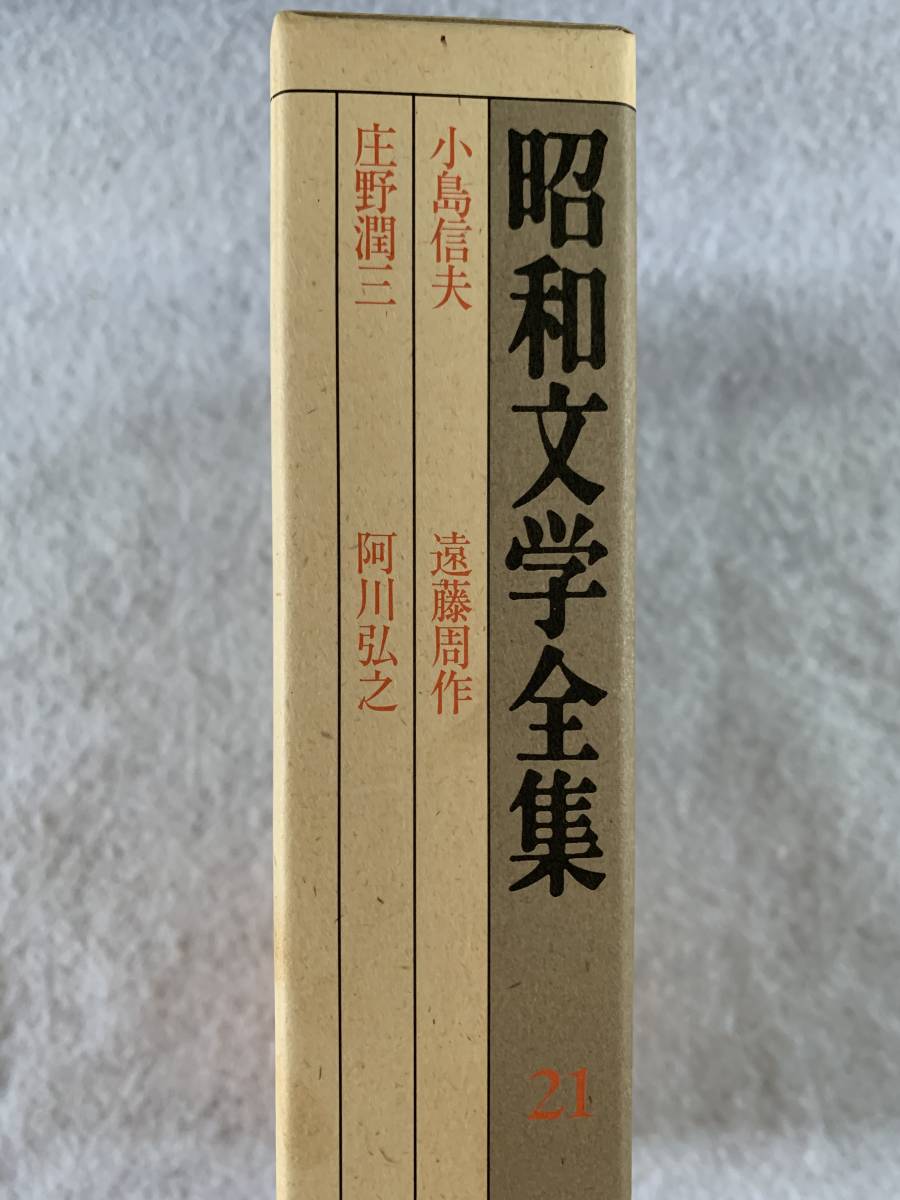 昭和文学全集
21
小島信夫
遠藤周作
庄野潤三
阿川弘之